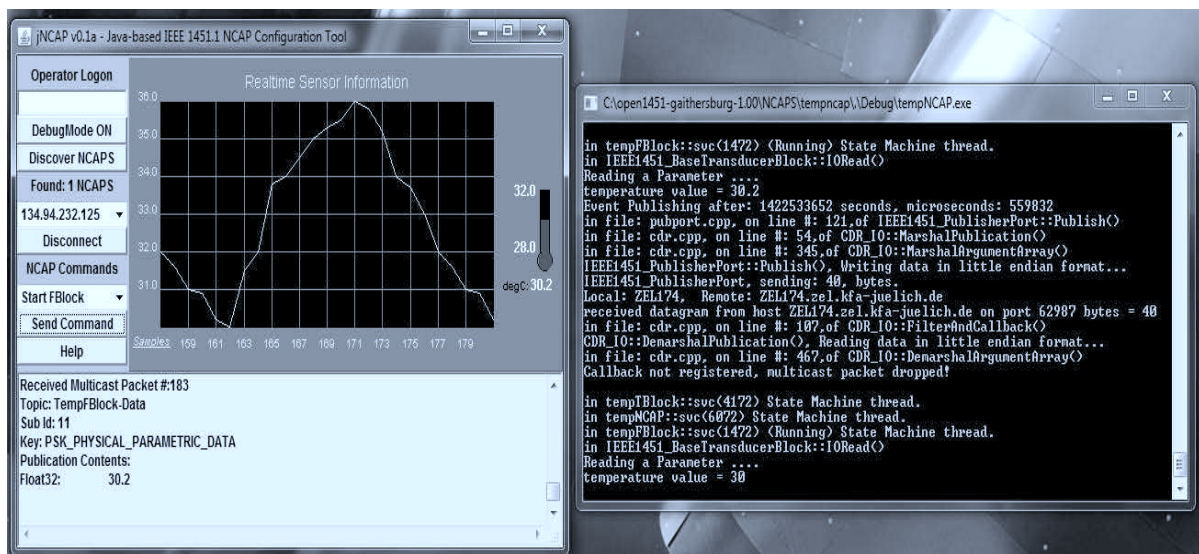 jNCAP v0.1a - Java-based IEEE 1451.1 NCAP Configuration Tool
Operator Logon
DebugMode ON
Discover NCAPS
Found: 1 NCAPS
134.94.232.125
Disconnect
NCAP Commands
Start FBlock
Send Command
Help
Realtime Sensor Information
36.0
35.0
34.0
33.0
32.0
31.0
Samples 159 161 163 165 167 168 169 171 173 175 177 179
32.0
28.0
degC: 30.2
Received Multicast Packet #:183
Topic: TempFBlock-Data
Sub Id: 11
Key: PSK_PHYSICAL_PARAMETRIC_DATA
Publication Contents:
Float32: 30.2
C:\open1451-gaithersburg-1.00\NCAPS\tempncap\.\Debug\tempNCAP.exe
in tempFBlock::svc(1472) (Running) State Machine thread.
in IEEE1451_BaseTransducerBlock::IORead()
Reading a Parameter ....
temperature value = 30.2
Event Publishing after: 1422533652 seconds, microseconds: 559832
in file: pubport.cpp, on line #: 121,of IEEE1451_PublisherPort::Publish()
in file: cdr.cpp, on line #: 54,of CDR_IO::MarshalPublication()
in file: cdr.cpp, on line #: 345,of CDR_IO::MarshalArgumentArray()
IEEE1451_PublisherPort::Publish(), Writing data in little endian format...
IEEE1451_PublisherPort, sending: 40, bytes.
Local: ZEL174, Remote: ZEL174.zel.kfa-juelich.de
received datagram from host ZEL174.zel.kfa-juelich.de on port 62987 bytes = 40
in file: cdr.cpp, on line #: 107,of CDR_IO::FilterAndCallback()
CDR_IO::DemarshalPublication(), Reading data in little endian format...
in file: cdr.cpp, on line #: 467,of CDR_IO::DemarshalArgumentArray()
Callback not registered, multicast packet dropped!
in tempTBlock::svc(4172) State Machine thread.
in tempNCAP::svc(6072) State Machine thread.
in tempFBlock::svc(1472) (Running) State Machine thread.
in IEEE1451_BaseTransducerBlock::IORead()
Reading a Parameter ....
temperature value = 30